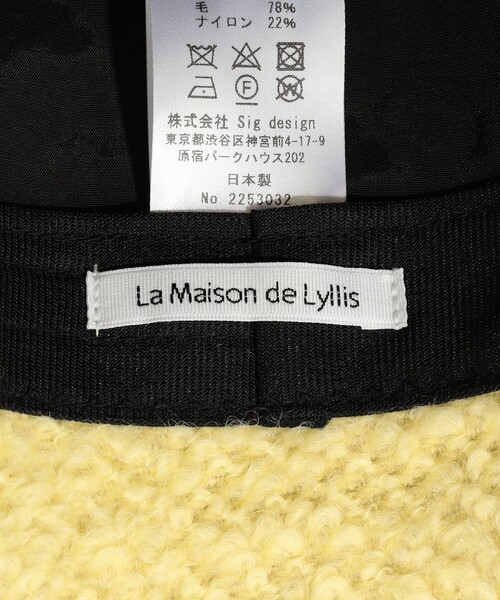 毛 78%
ナイロン 22%
株式会社 Sig design
東京都渋谷区神宮前4-17-9
原宿パークハウス202
日本製
No. 2253032
La Maison de Lyllis